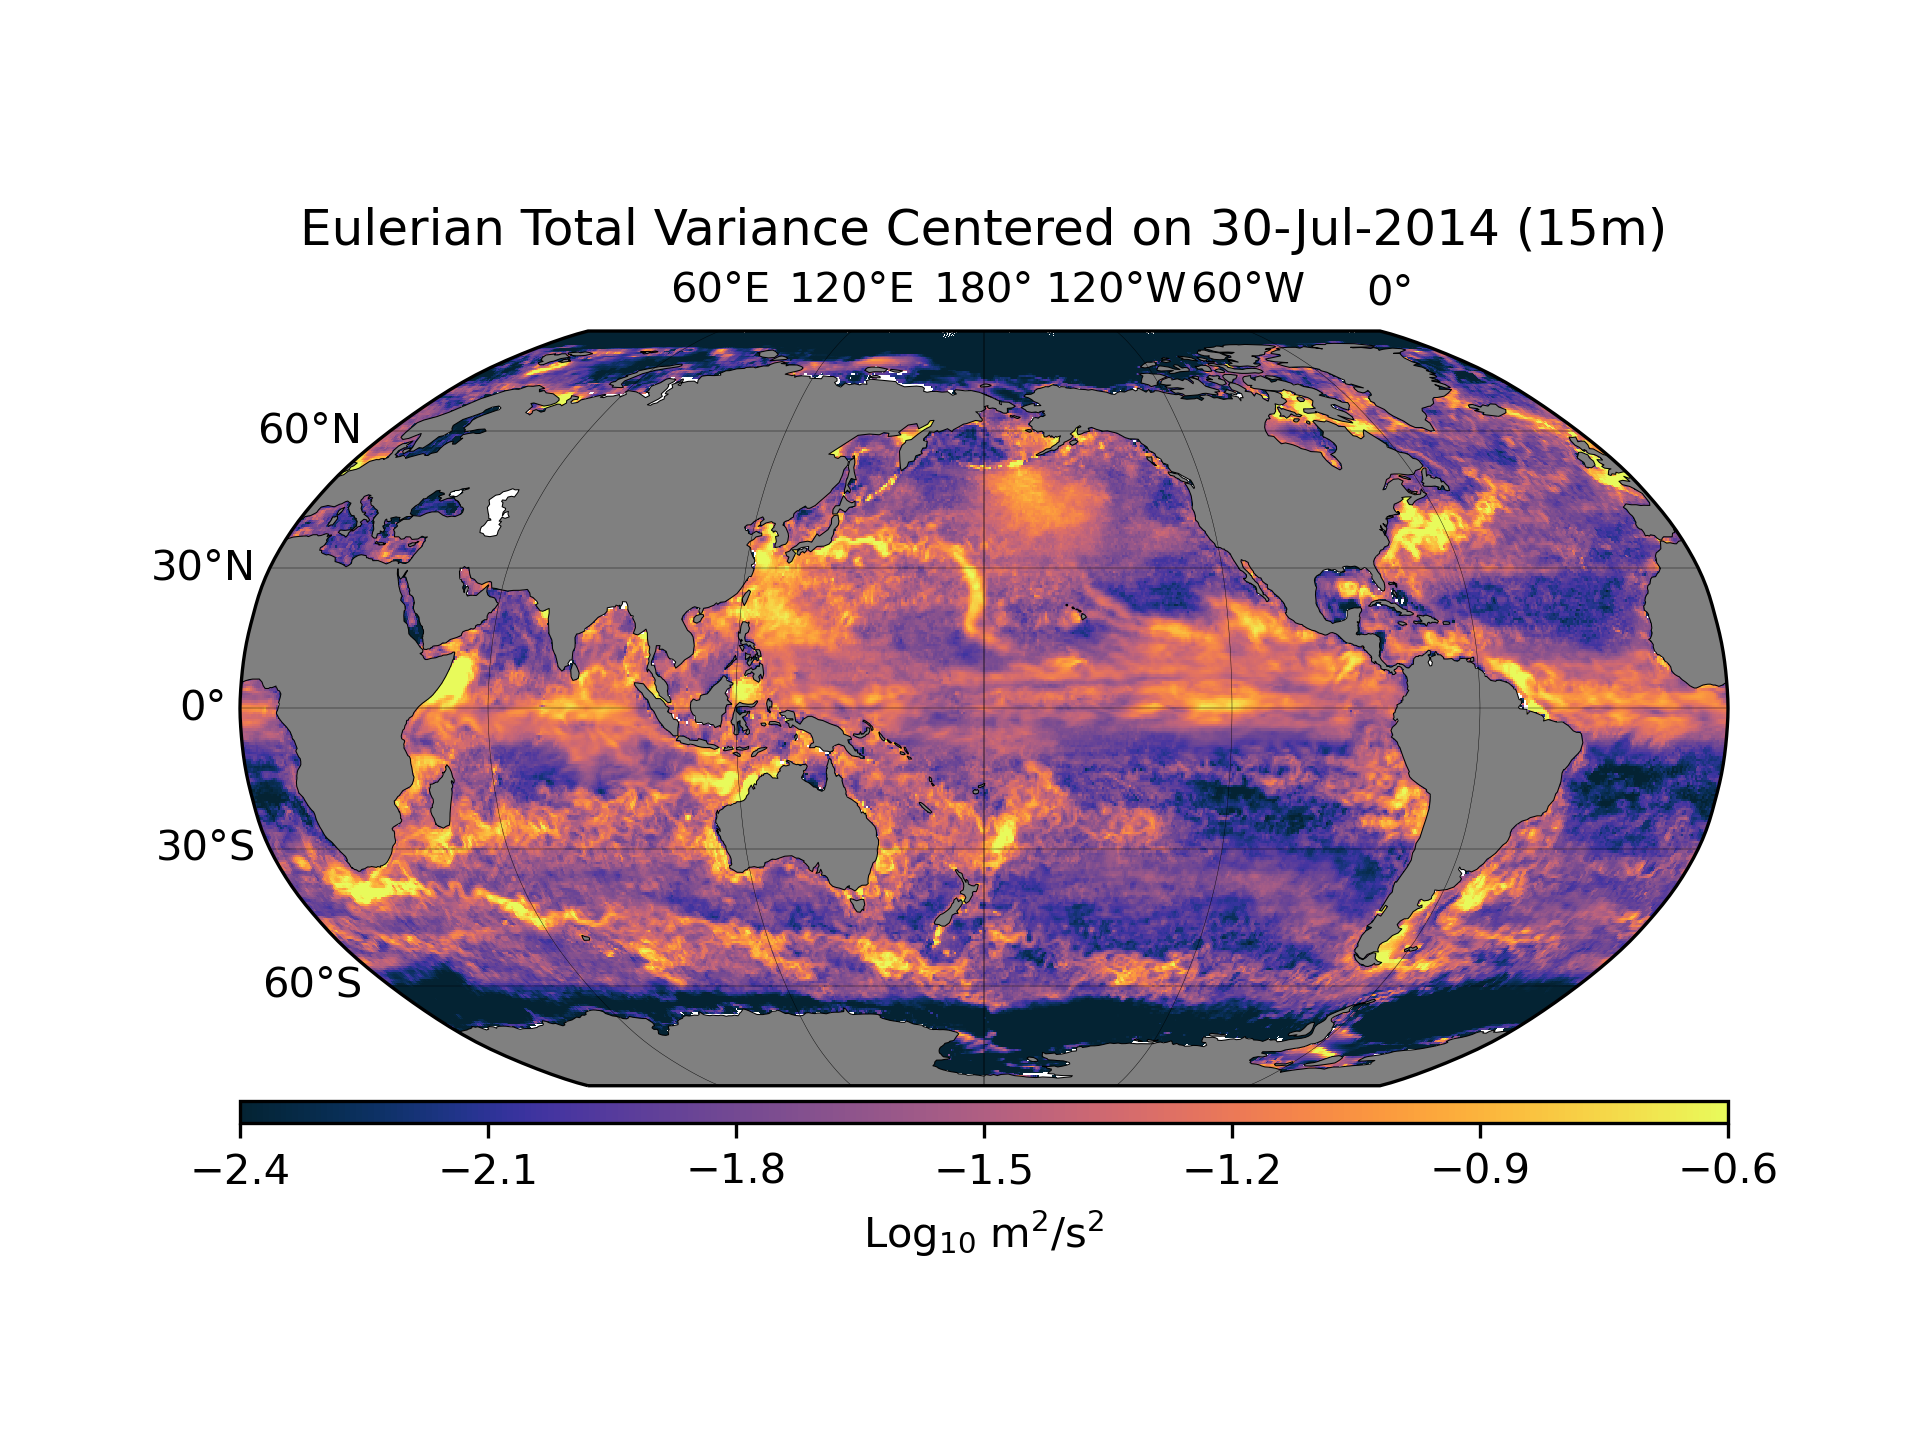 Eulerian Total Variance Centered on 30-Jul-2014 (15m)
60°E 120°E 180° 120°W 60°W 0°
60°N
30°N
0°
30°S
60°S
−2.4 −2.1 −1.8 −1.5 −1.2 −0.9 −0.6
Log₁₀ m²/s²